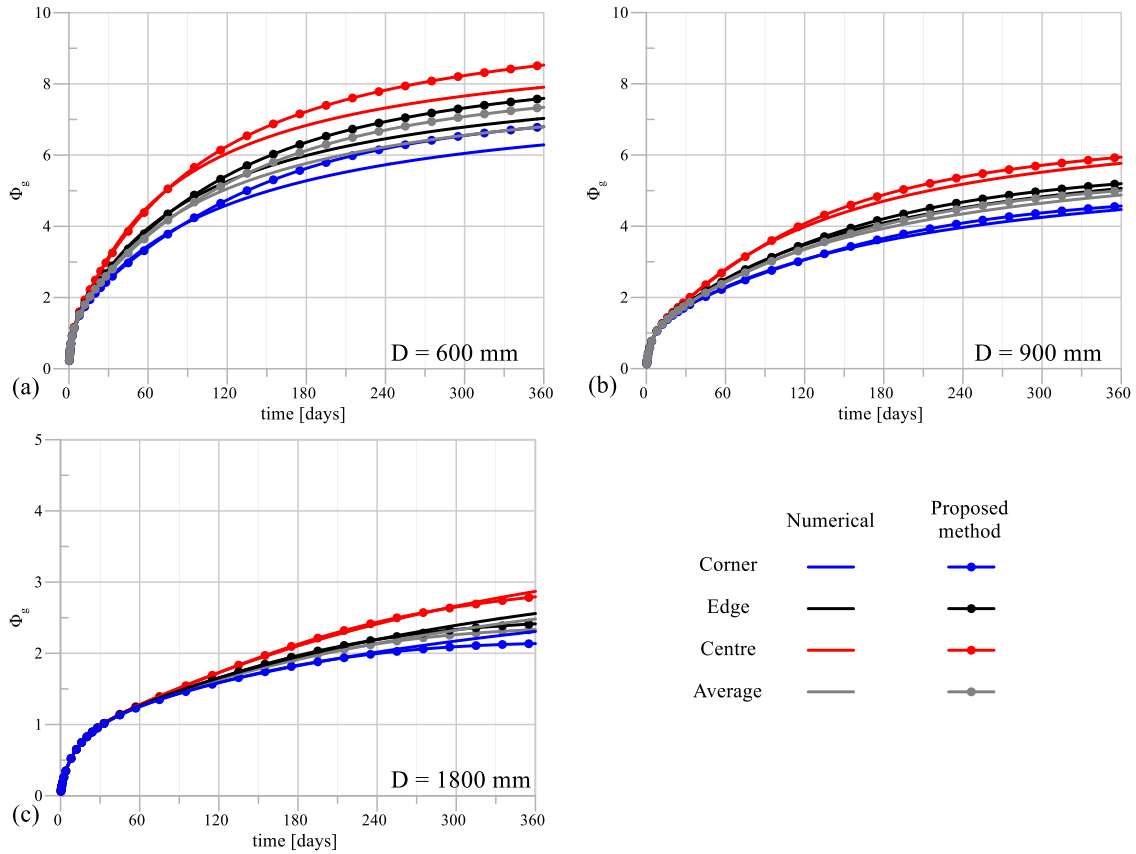 10
8
6
4
2
0
Φg
0 60 120 180 240 300 360
time [days]
D = 600 mm
(a)
10
8
6
4
2
0
Φg
0 60 120 180 240 300 360
time [days]
D = 900 mm
(b)
5
4
3
2
1
0
Φg
0 60 120 180 240 300 360
time [days]
D = 1800 mm
(c)
Numerical
Proposed
method
Corner
Edge
Centre
Average